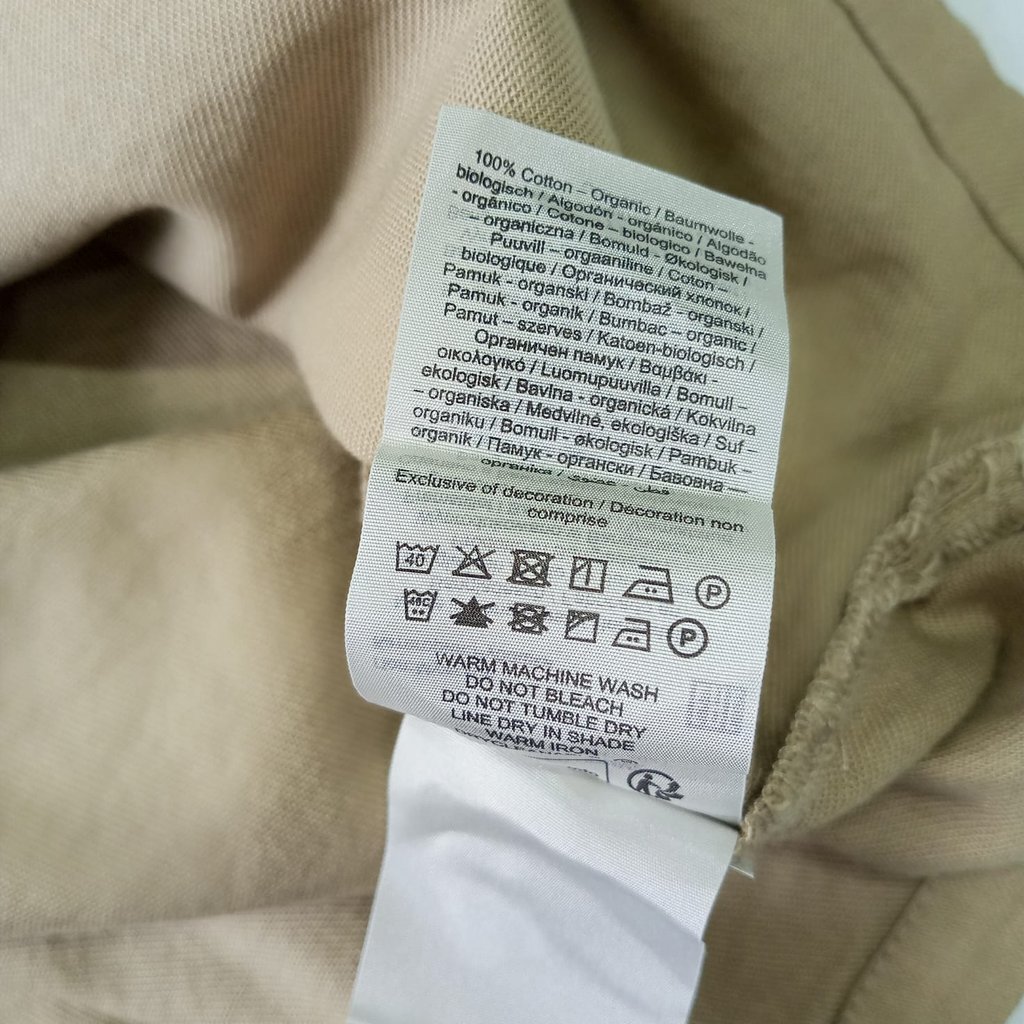 100% Cotton – Organic / Baumwolle -
biologisch / Algodón - orgánico / Algodão
- orgânico / Cotone – biologico / Bawełna
– organiczna / Bomuld - Økologisk /
Puuvill – orgaaniline / Coton –
biologique / Органический хлопок /
Pamuk - organski / Bombaž - organski /
Pamuk - organik / Bumbac – organic /
Pamut – szerves / Katoen-biologisch /
Органичен памук / Βαμβάκι -
οικολογικό / Luomupuuvilla / Bomull –
ekologisk / Bavlna - organická / Kokvilna
– organiska / Medvilnė, ekologiška / Suf -
organiku / Bomull - økologisk / Pambuk –
organik / Памук - органски / Бавовна —
органіка /
Exclusive of decoration / Décoration non
comprise
40
P
40C
P
WARM MACHINE WASH
DO NOT BLEACH
DO NOT TUMBLE DRY
LINE DRY IN SHADE
WARM IRON